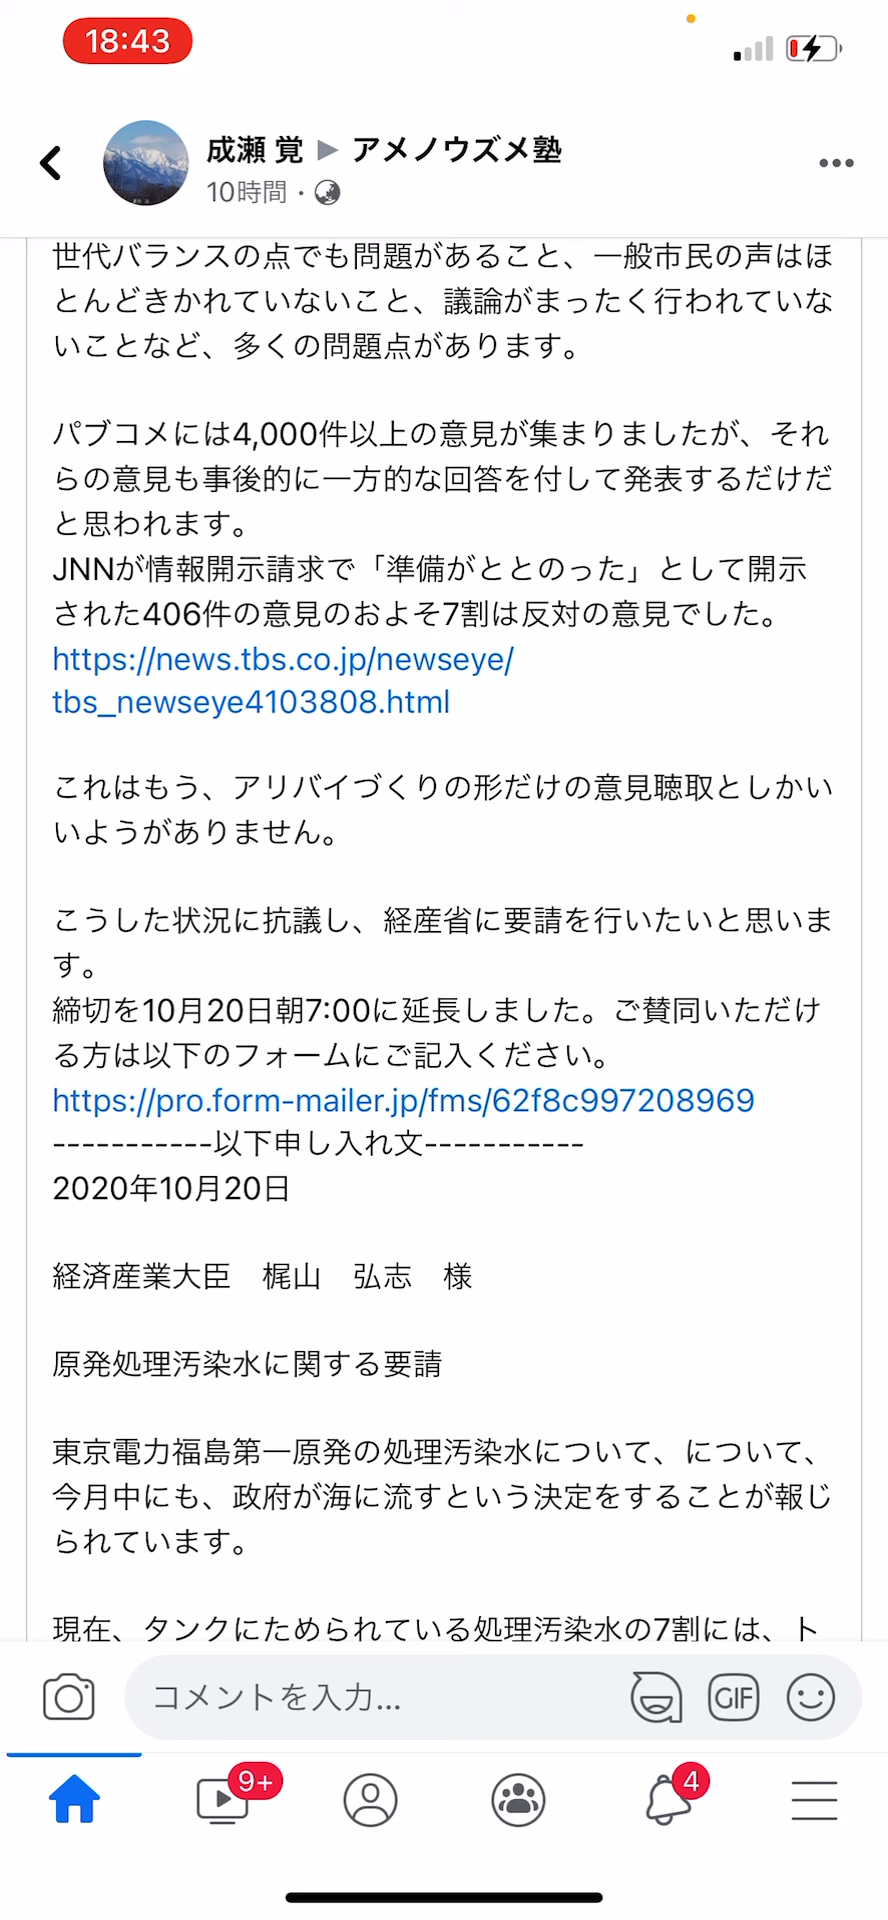 18:43
成瀬 覚 ▶ アメノウズメ塾
10時間 ·
世代バランスの点でも問題があること、一般市民の声はほ
とんどきかれていないこと、議論がまったく行われていな
いことなど、多くの問題点があります。
パブコメには4,000件以上の意見が集まりましたが、それ
らの意見も事後的に一方的な回答を付して発表するだけだ
と思われます。
JNNが情報開示請求で「準備がととのった」として開示
された406件の意見のおよそ7割は反対の意見でした。
https://news.tbs.co.jp/newseye/
tbs_newseye4103808.html
これはもう、アリバイづくりの形だけの意見聴取としかい
いようがありません。
こうした状況に抗議し、経産省に要請を行いたいと思いま
す。
締切を10月20日朝7:00に延長しました。ご賛同いただけ
る方は以下のフォームにご記入ください。
https://pro.form-mailer.jp/fms/62f8c997208969
-----------以下申し入れ文-----------
2020年10月20日
経済産業大臣　梶山　弘志　様
原発処理汚染水に関する要請
東京電力福島第一原発の処理汚染水について、について、
今月中にも、政府が海に流すという決定をすることが報じ
られています。
現在、タンクにためられている処理汚染水の7割には、ト
コメントを入力...
GIF
9+
4